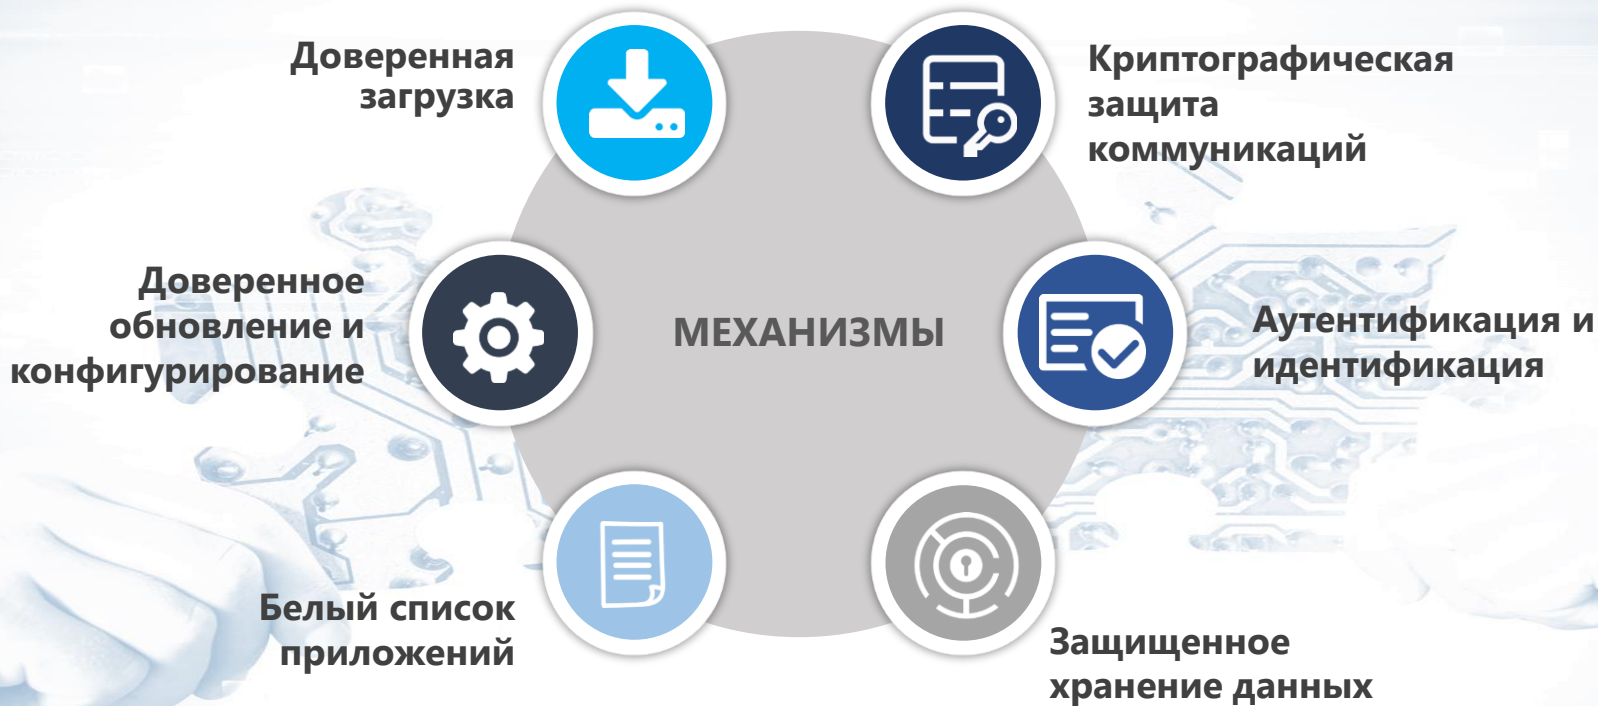 Доверенная
загрузка
Криптографическая
защита
коммуникаций
Доверенное
обновление и
конфигурирование
МЕХАНИЗМЫ
Аутентификация и
идентификация
Белый список
приложений
Защищенное
хранение данных